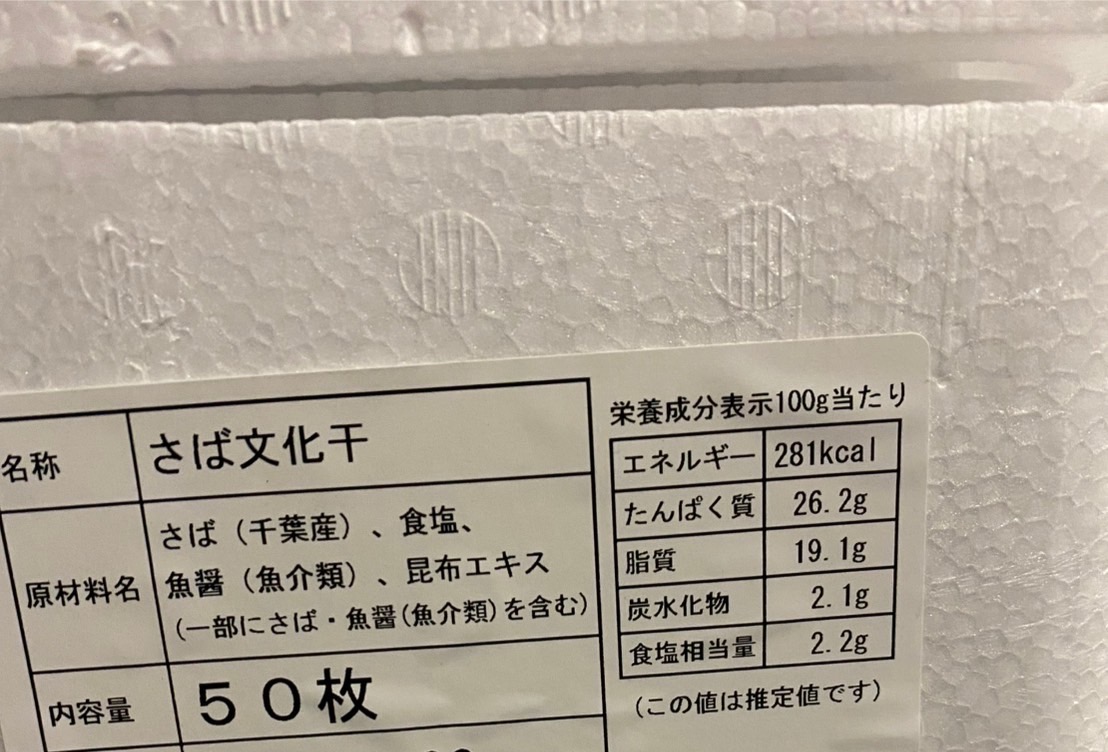 名称
さば文化干
原材料名
さば（千葉産）、食塩、
魚醤（魚介類）、昆布エキス
(一部にさば・魚醤(魚介類)を含む)
内容量
５０枚
栄養成分表示100g当たり
エネルギー 281kcal
たんぱく質 26.2g
脂質 19.1g
炭水化物 2.1g
食塩相当量 2.2g
(この値は推定値です)